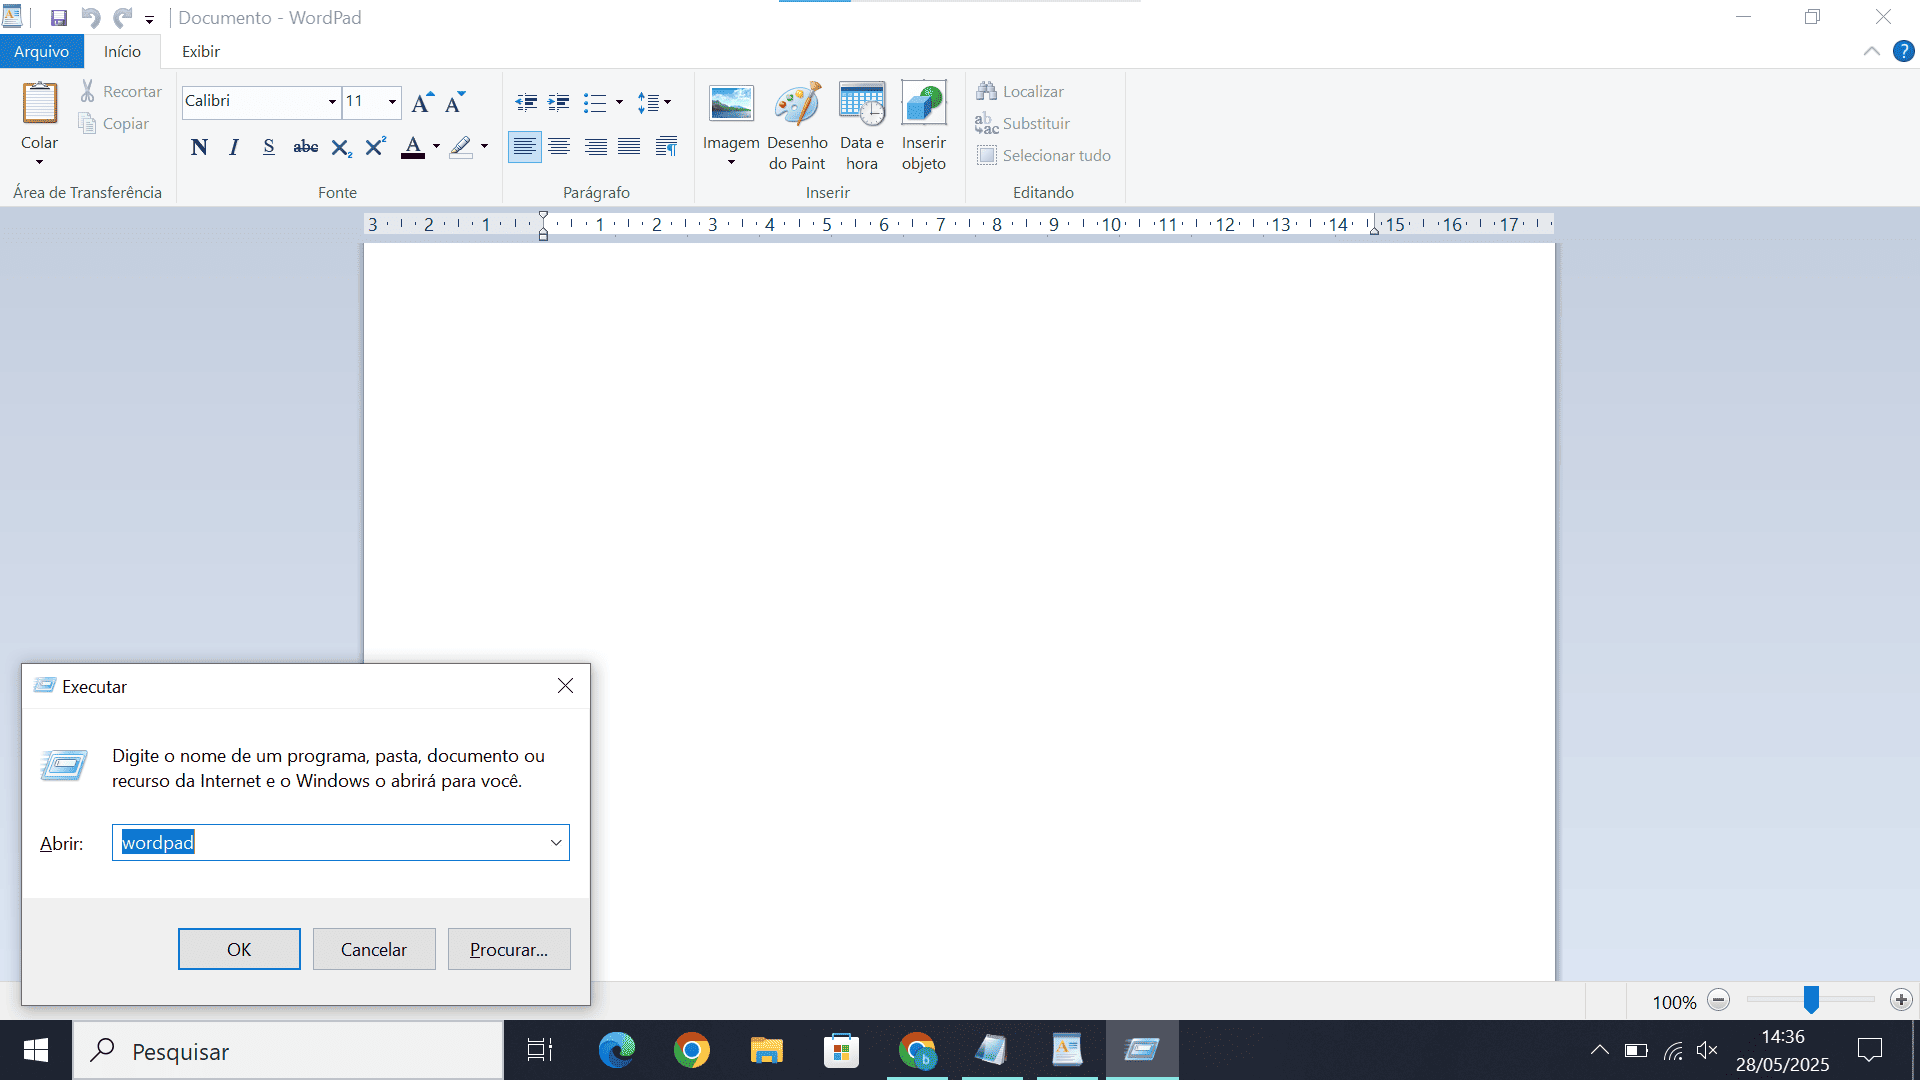 Documento - WordPad
Arquivo Início Exibir
Colar
Recortar
Copiar
Área de Transferência
Calibri 11
N I S abc X₂ X² A
Fonte
Parágrafo
Imagem
Desenho do Paint
Data e hora
Inserir objeto
Inserir
Localizar
Substituir
Selecionar tudo
Editando
3 2 1 1 2 3 4 5 6 7 8 9 10 11 12 13 14 15 16 17
Executar
Digite o nome de um programa, pasta, documento ou
recurso da Internet e o Windows o abrirá para você.
Abrir: wordpad
OK Cancelar Procurar...
100%
Pesquisar
14:36
28/05/2025